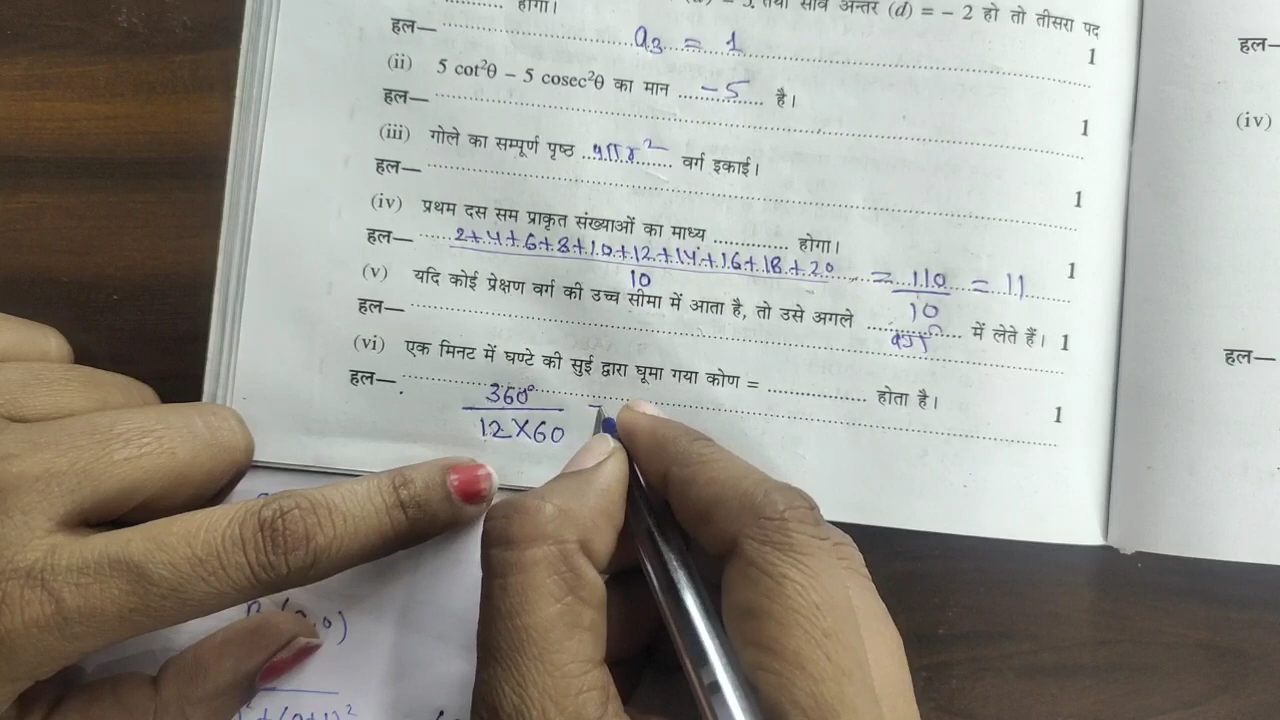 होगा।
तथा सार्व अन्तर (d) = – 2 हो तो तीसरा पद
हल— a₃ = 1 1
(ii) 5 cot²θ – 5 cosec²θ का मान -5 है।
हल— 1
(iii) गोले का सम्पूर्ण पृष्ठ 4πr² वर्ग इकाई।
हल— 1
(iv) प्रथम दस सम प्राकृत संख्याओं का माध्य .............. होगा।
हल— 2+4+6+8+10+12+14+16+18+20 / 10 = 110 / 10 = 11 1
(v) यदि कोई प्रेक्षण वर्ग की उच्च सीमा में आता है, तो उसे अगले वर्ग में लेते हैं। 1
हल—
(vi) एक मिनट में घण्टे की सुई द्वारा घूमा गया कोण = .................. होता है।
हल— 360° / 12×60 1
हल—
(iv)
हल—